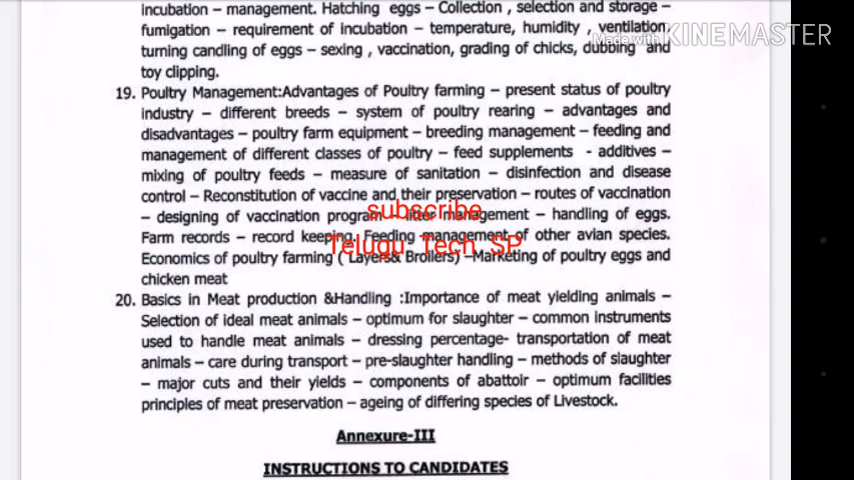 incubation – management. Hatching eggs – Collection , selection and storage –
fumigation – requirement of incubation – temperature, humidity , ventilation,
Made with KINEMASTER
turning candling of eggs – sexing , vaccination, grading of chicks, dubbing and
toy clipping.
19. Poultry Management:Advantages of Poultry farming – present status of poultry
industry – different breeds – system of poultry rearing – advantages and
disadvantages – poultry farm equipment – breeding management – feeding and
management of different classes of poultry – feed supplements - additives –
mixing of poultry feeds – measure of sanitation – disinfection and disease
control – Reconstitution of vaccine and their preservation – routes of vaccination
– designing of vaccination program – litter management – handling of eggs.
subscribe
Farm records – record keeping. Feeding management of other avian species.
Telugu Tech SP
Economics of poultry farming ( Layers& Broilers) –Marketing of poultry eggs and
chicken meat
20. Basics in Meat production &Handling :Importance of meat yielding animals –
Selection of ideal meat animals – optimum for slaughter – common instruments
used to handle meat animals – dressing percentage- transportation of meat
animals – care during transport – pre-slaughter handling – methods of slaughter
– major cuts and their yields – components of abattoir – optimum facilities
principles of meat preservation – ageing of differing species of Livestock.
Annexure-III
INSTRUCTIONS TO CANDIDATES